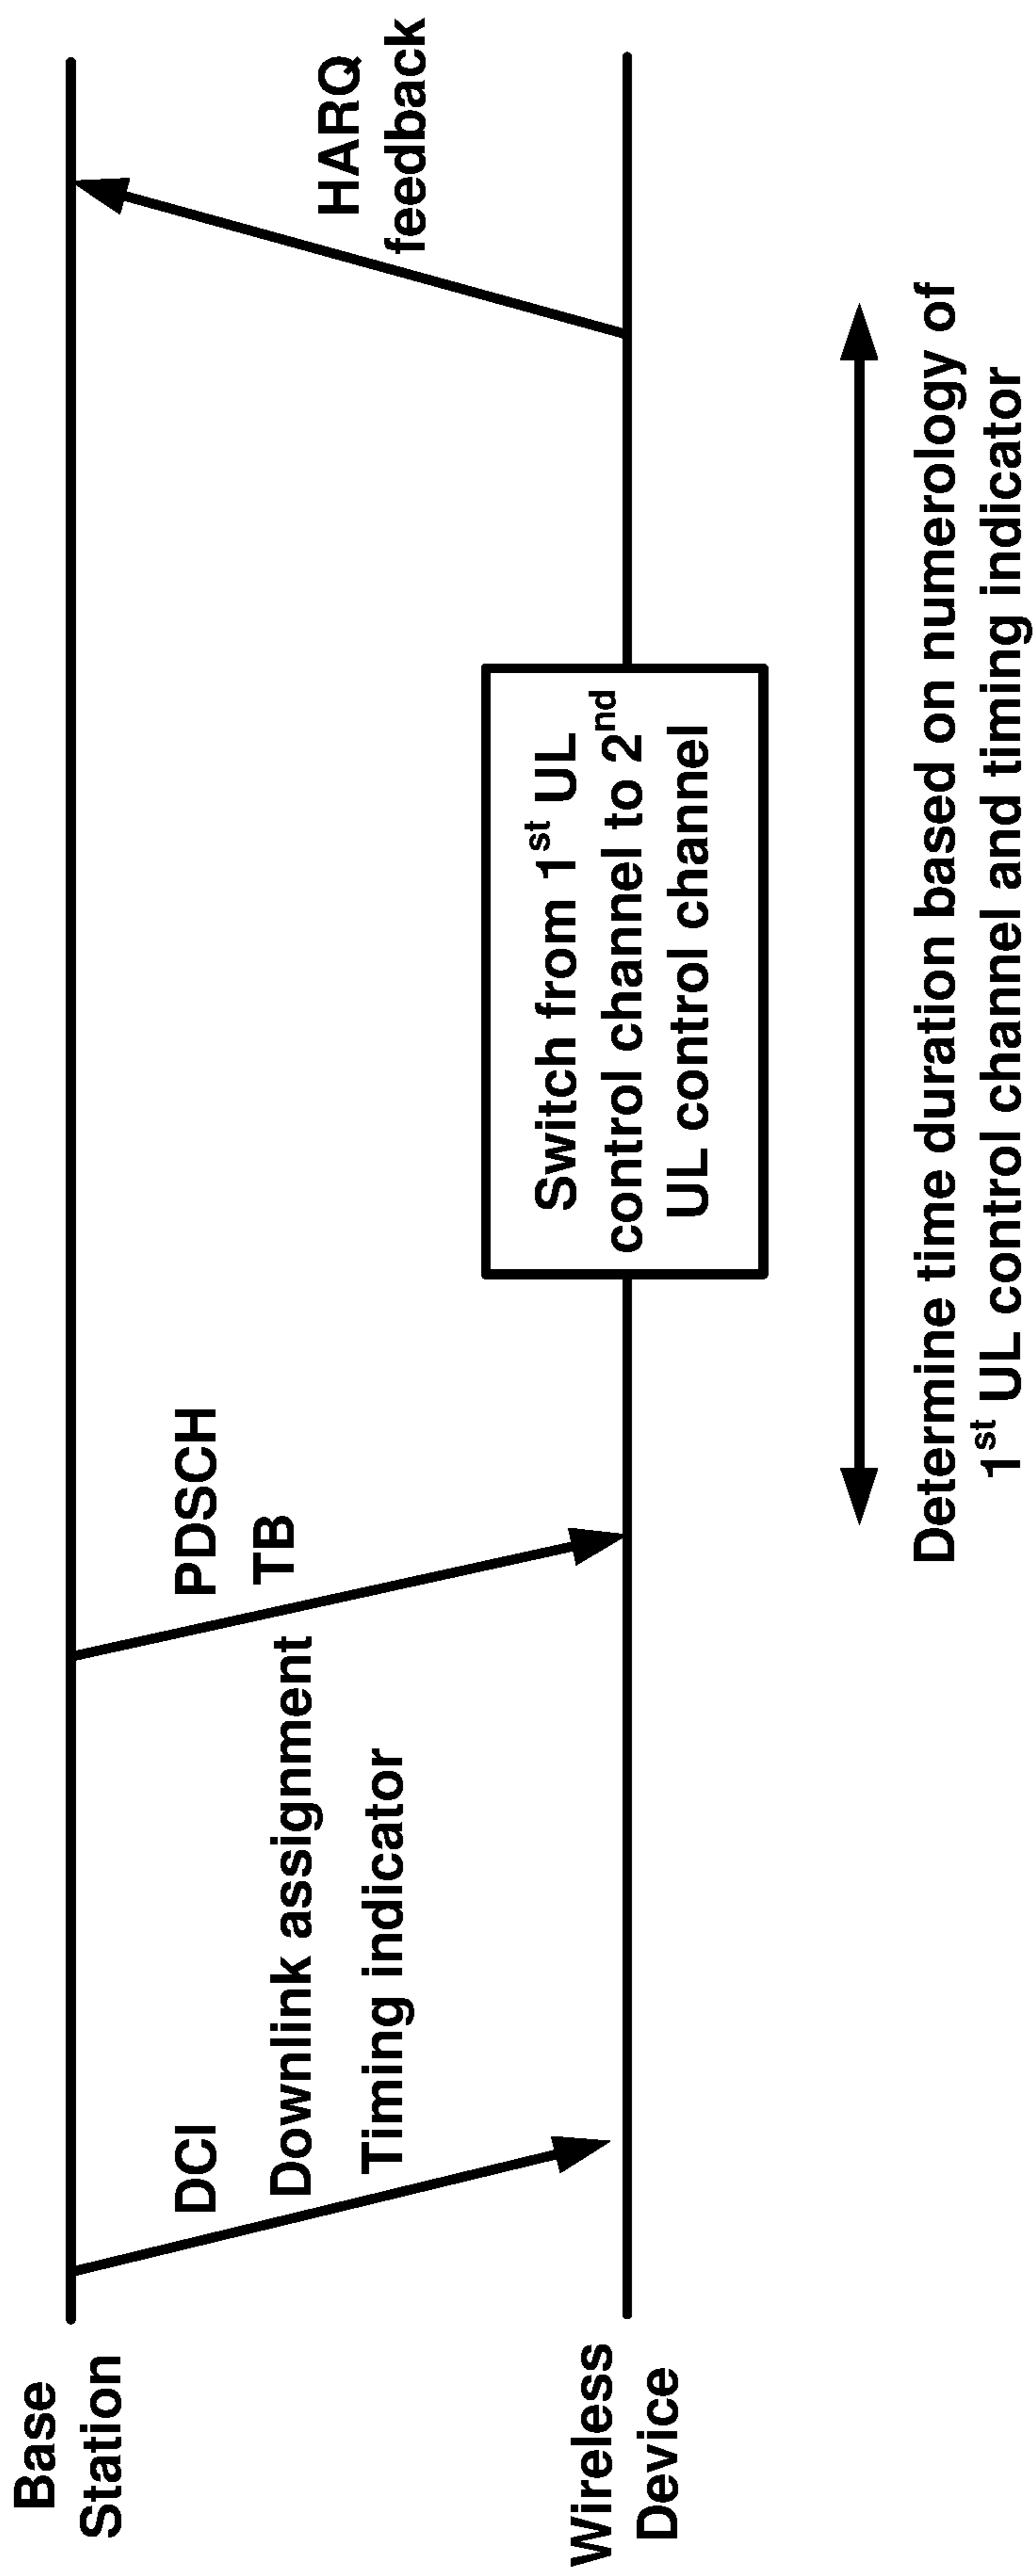 Base
Station
DCI
Downlink assignment
Timing indicator
PDSCH
TB
HARQ
feedback
Wireless
Device
Switch from 1st UL
control channel to 2nd
UL control channel
Determine time duration based on numerology of
1st UL control channel and timing indicator